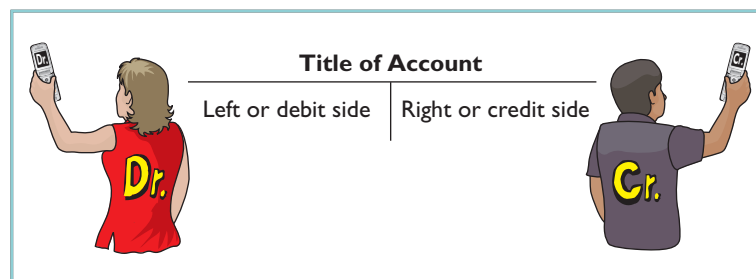 Dr.
Cr.
Title of Account
Left or debit side
Right or credit side
Dr.
Cr.